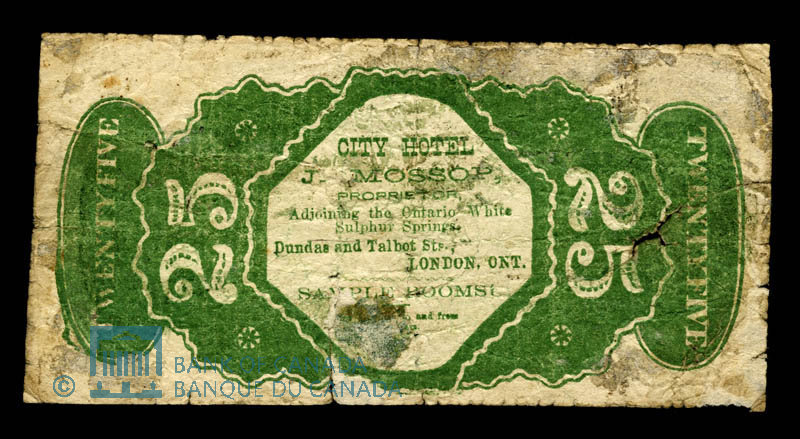 TWENTY FIVE
25
CITY HOTEL
J. MOSSOP,
PROPRIETOR
Adjoining the Ontario White
Sulphur Springs.
Dundas and Talbot Sts.,
LONDON, ONT.
SAMPLE ROOMS!
and from
25
TWENTY FIVE
© BANK OF CANADA
BANQUE DU CANADA